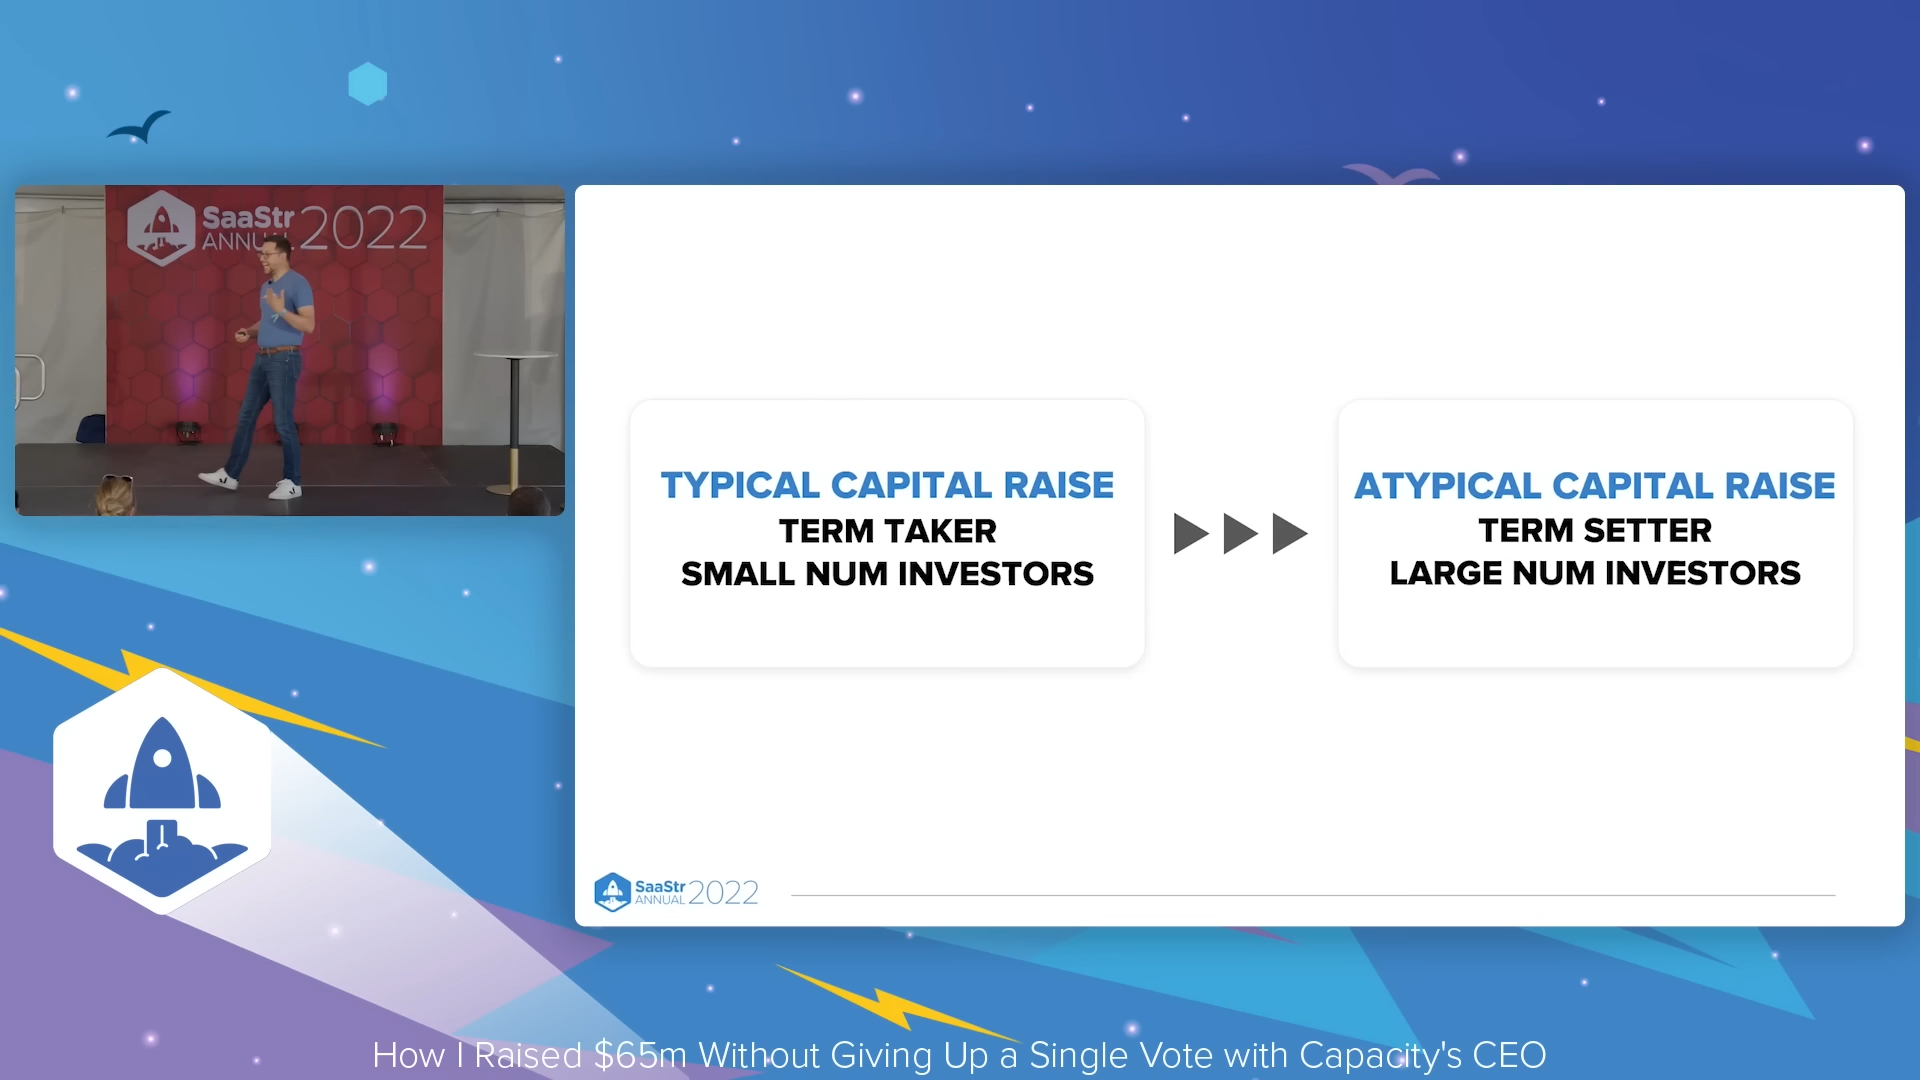 SaaStr
ANNUAL 2022
TYPICAL CAPITAL RAISE
TERM TAKER
SMALL NUM INVESTORS
ATYPICAL CAPITAL RAISE
TERM SETTER
LARGE NUM INVESTORS
SaaStr
ANNUAL 2022
How I Raised $65m Without Giving Up a Single Vote with Capacity's CEO